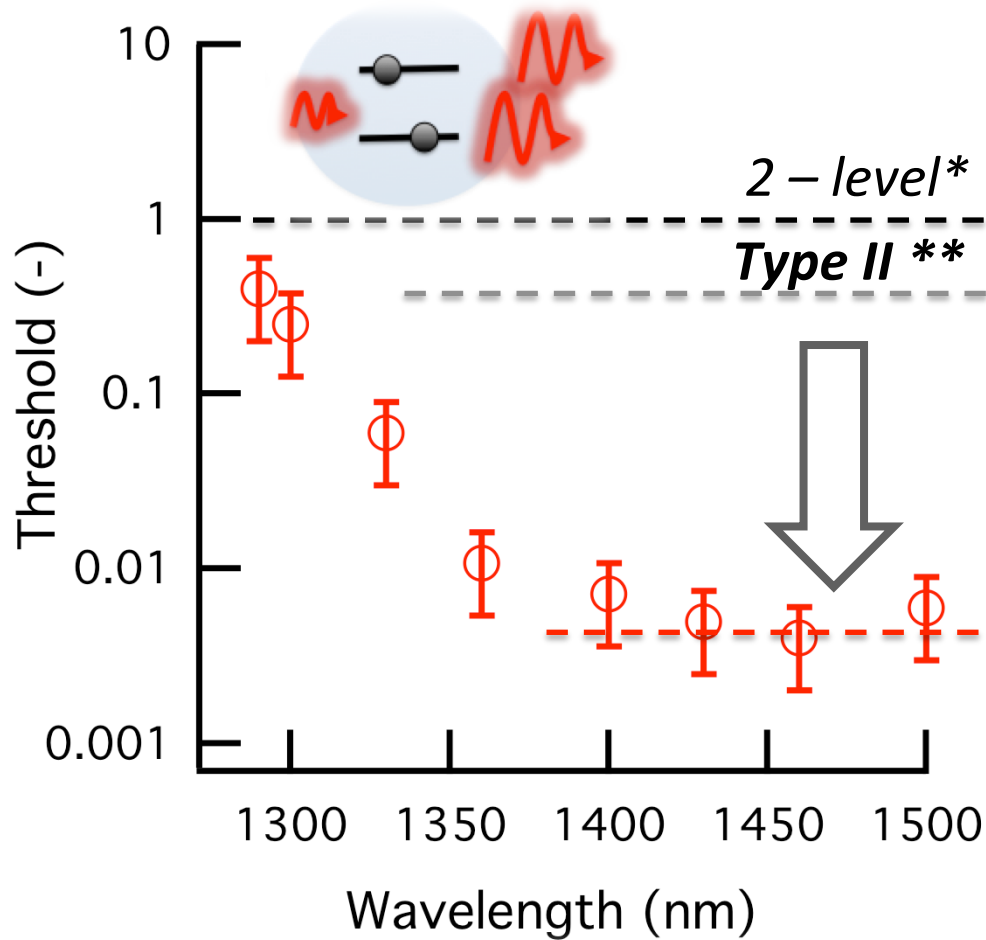 10
2 – level*
1
Type II **
0.1
0.01
0.001
Threshold (-)
1300 1350 1400 1450 1500
Wavelength (nm)